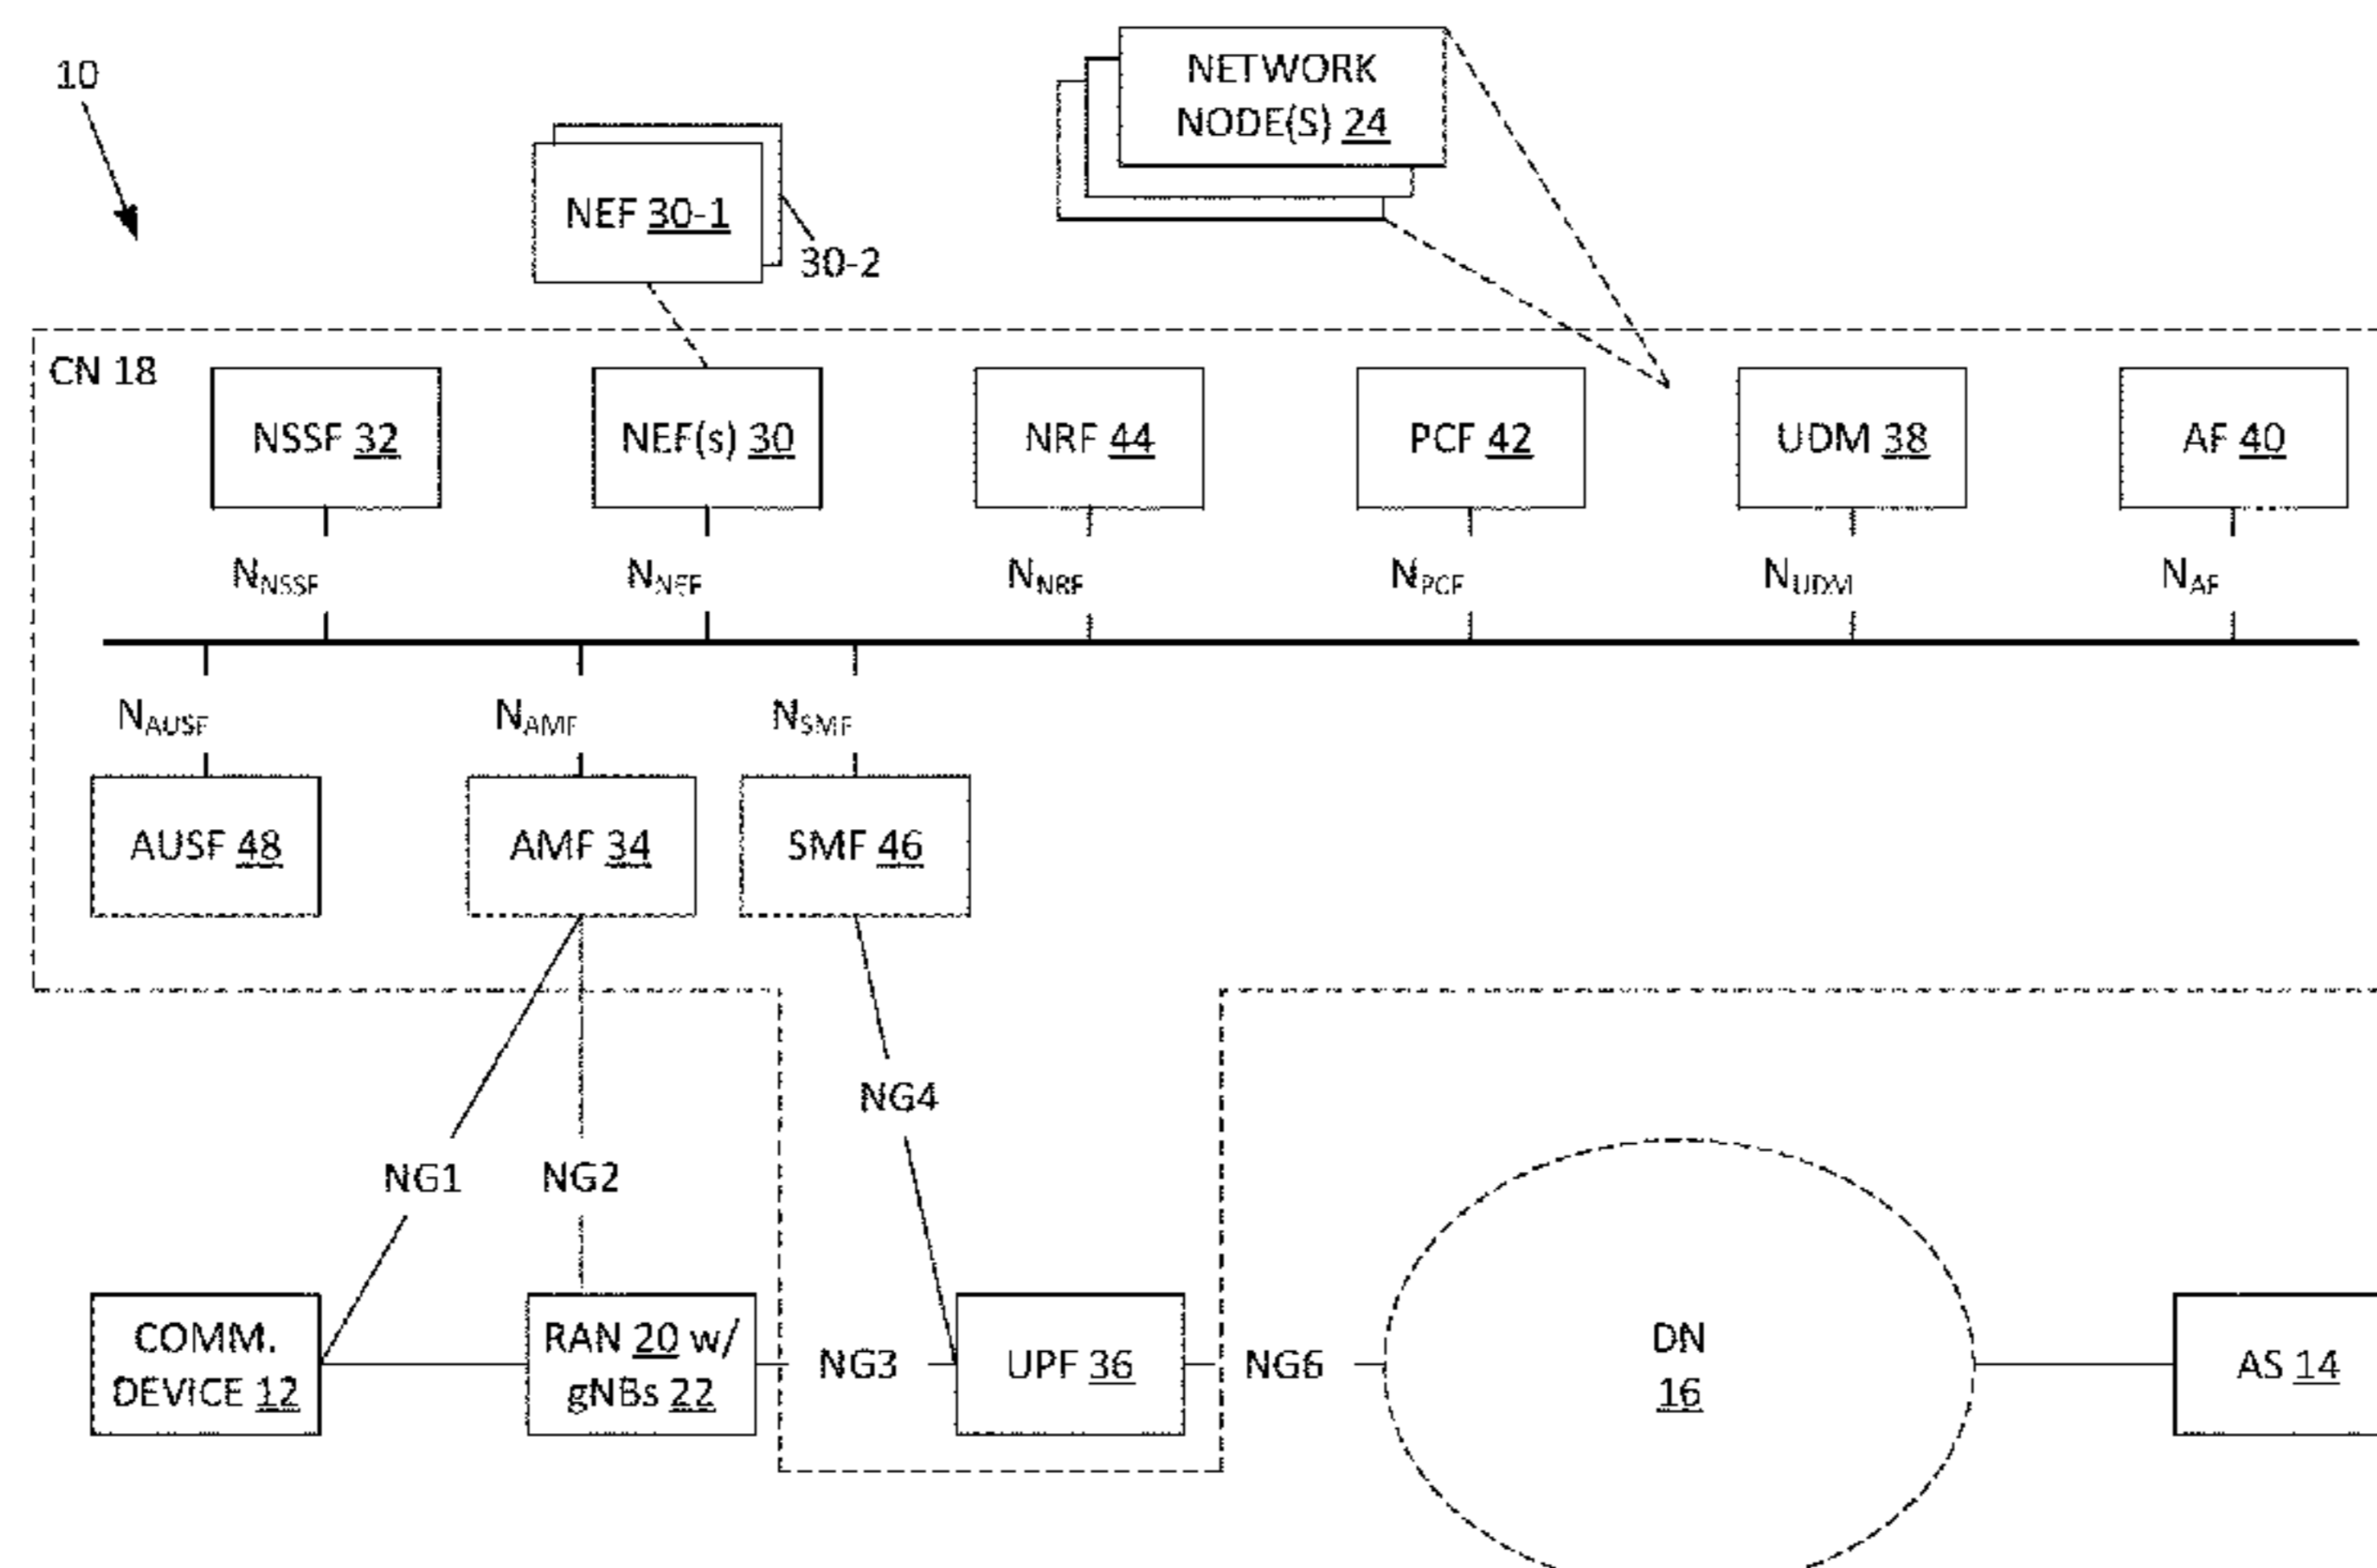 10
NETWORK
NODE(S) 24
NEF 30-1
30-2
CN 18
NSSF 32
NEF(s) 30
NRF 44
PCF 42
UDM 38
AF 40
NNSSF
NNEF
NNRF
NPCF
NUDM
NAF
NAUSF
NAMF
NSMF
AUSF 48
AMF 34
SMF 46
NG4
NG1
NG2
COMM.
DEVICE 12
RAN 20 w/
gNBs 22
NG3
UPF 36
NG6
DN
16
AS 14